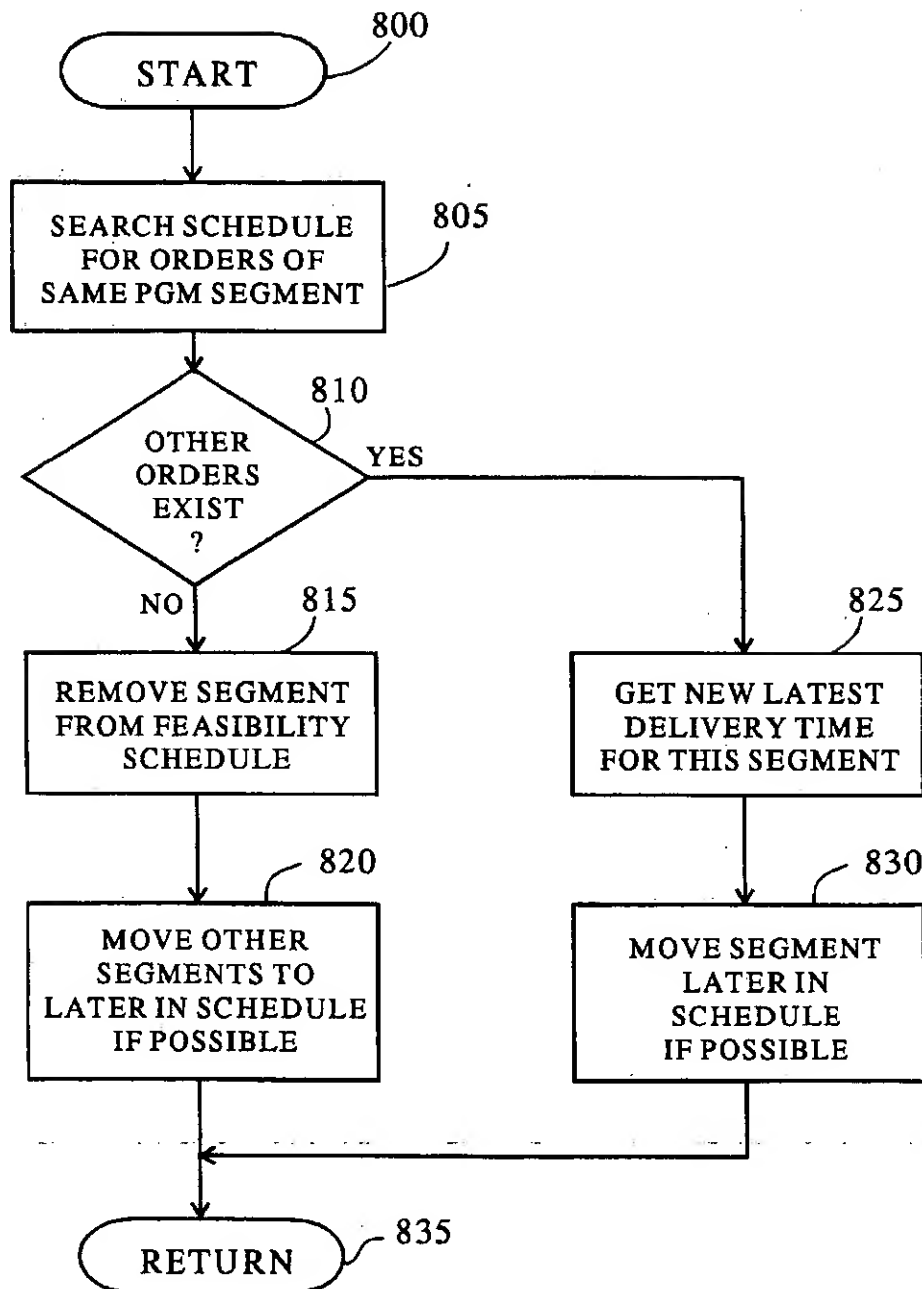 800
START
805
SEARCH SCHEDULE
FOR ORDERS OF
SAME PGM SEGMENT
810
OTHER
ORDERS
EXIST
?
YES
NO
815
REMOVE SEGMENT
FROM FEASIBILITY
SCHEDULE
825
GET NEW LATEST
DELIVERY TIME
FOR THIS SEGMENT
820
MOVE OTHER
SEGMENTS TO
LATER IN SCHEDULE
IF POSSIBLE
830
MOVE SEGMENT
LATER IN
SCHEDULE
IF POSSIBLE
RETURN
835